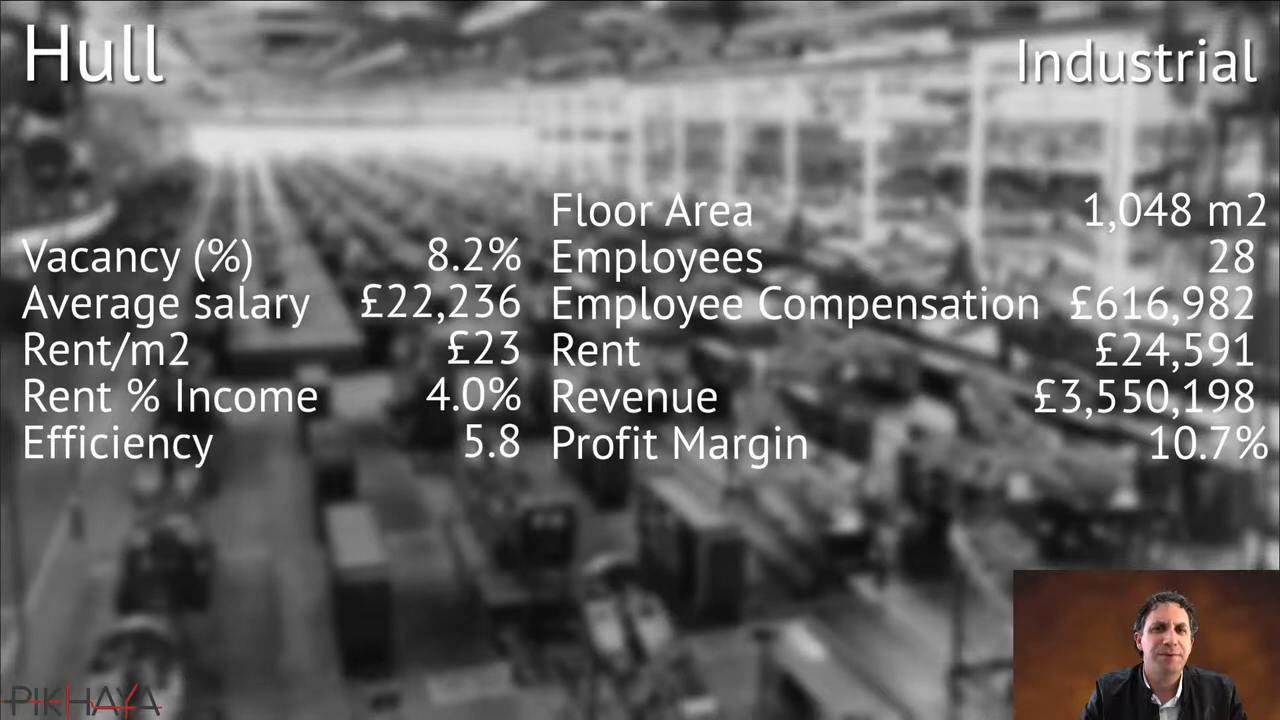 Hull
Industrial
Vacancy (%) 8.2%
Average salary £22,236
Rent/m2 £23
Rent % Income 4.0%
Efficiency 5.8
Floor Area 1,048 m2
Employees 28
Employee Compensation £616,982
Rent £24,591
Revenue £3,550,198
Profit Margin 10.7%
PIKHAYA